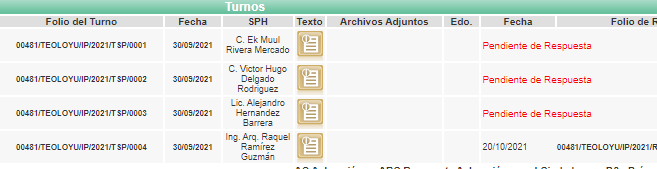 Turnos
Folio del Turno Fecha SPH Texto Archivos Adjuntos Edo. Fecha Folio de R
00481/TEOLOYU/IP/2021/TSP/0001 30/09/2021 C. Ek Muul Rivera Mercado Pendiente de Respuesta
00481/TEOLOYU/IP/2021/TSP/0002 30/09/2021 C. Victor Hugo Delgado Rodriguez Pendiente de Respuesta
00481/TEOLOYU/IP/2021/TSP/0003 30/09/2021 Lic. Alejandro Hernandez Barrera Pendiente de Respuesta
00481/TEOLOYU/IP/2021/TSP/0004 30/09/2021 Ing. Arq. Raquel Ramírez Guzmán 20/10/2021 00481/TEOLOYU/IP/2021/R